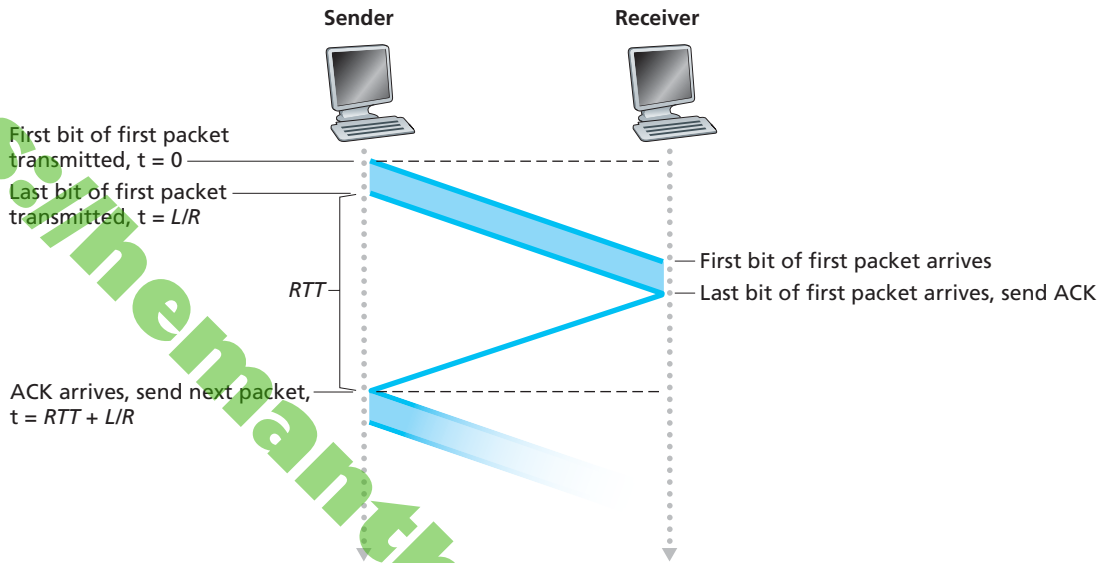 Sender
Receiver
First bit of first packet
transmitted, t = 0
Last bit of first packet
transmitted, t = L/R
First bit of first packet arrives
Last bit of first packet arrives, send ACK
RTT
ACK arrives, send next packet,
t = RTT + L/R
s://hemanth